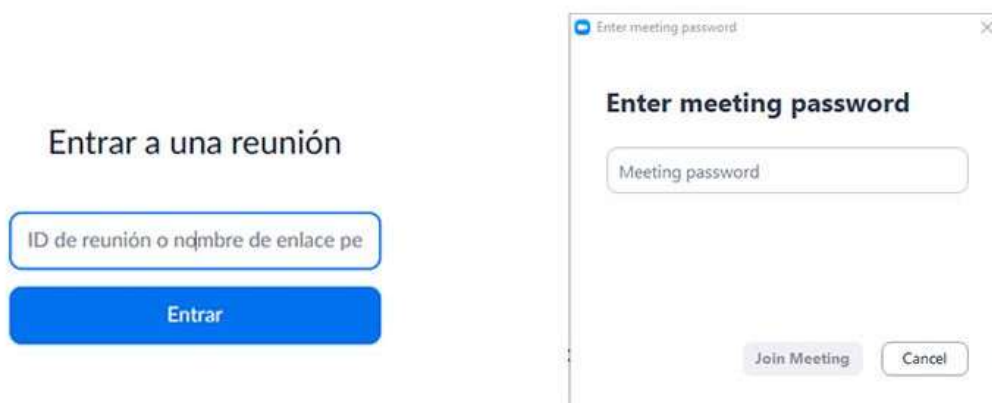 Entrar a una reunión
ID de reunión o nombre de enlace pe
Entrar
Enter meeting password
Enter meeting password
Meeting password
Join Meeting
Cancel